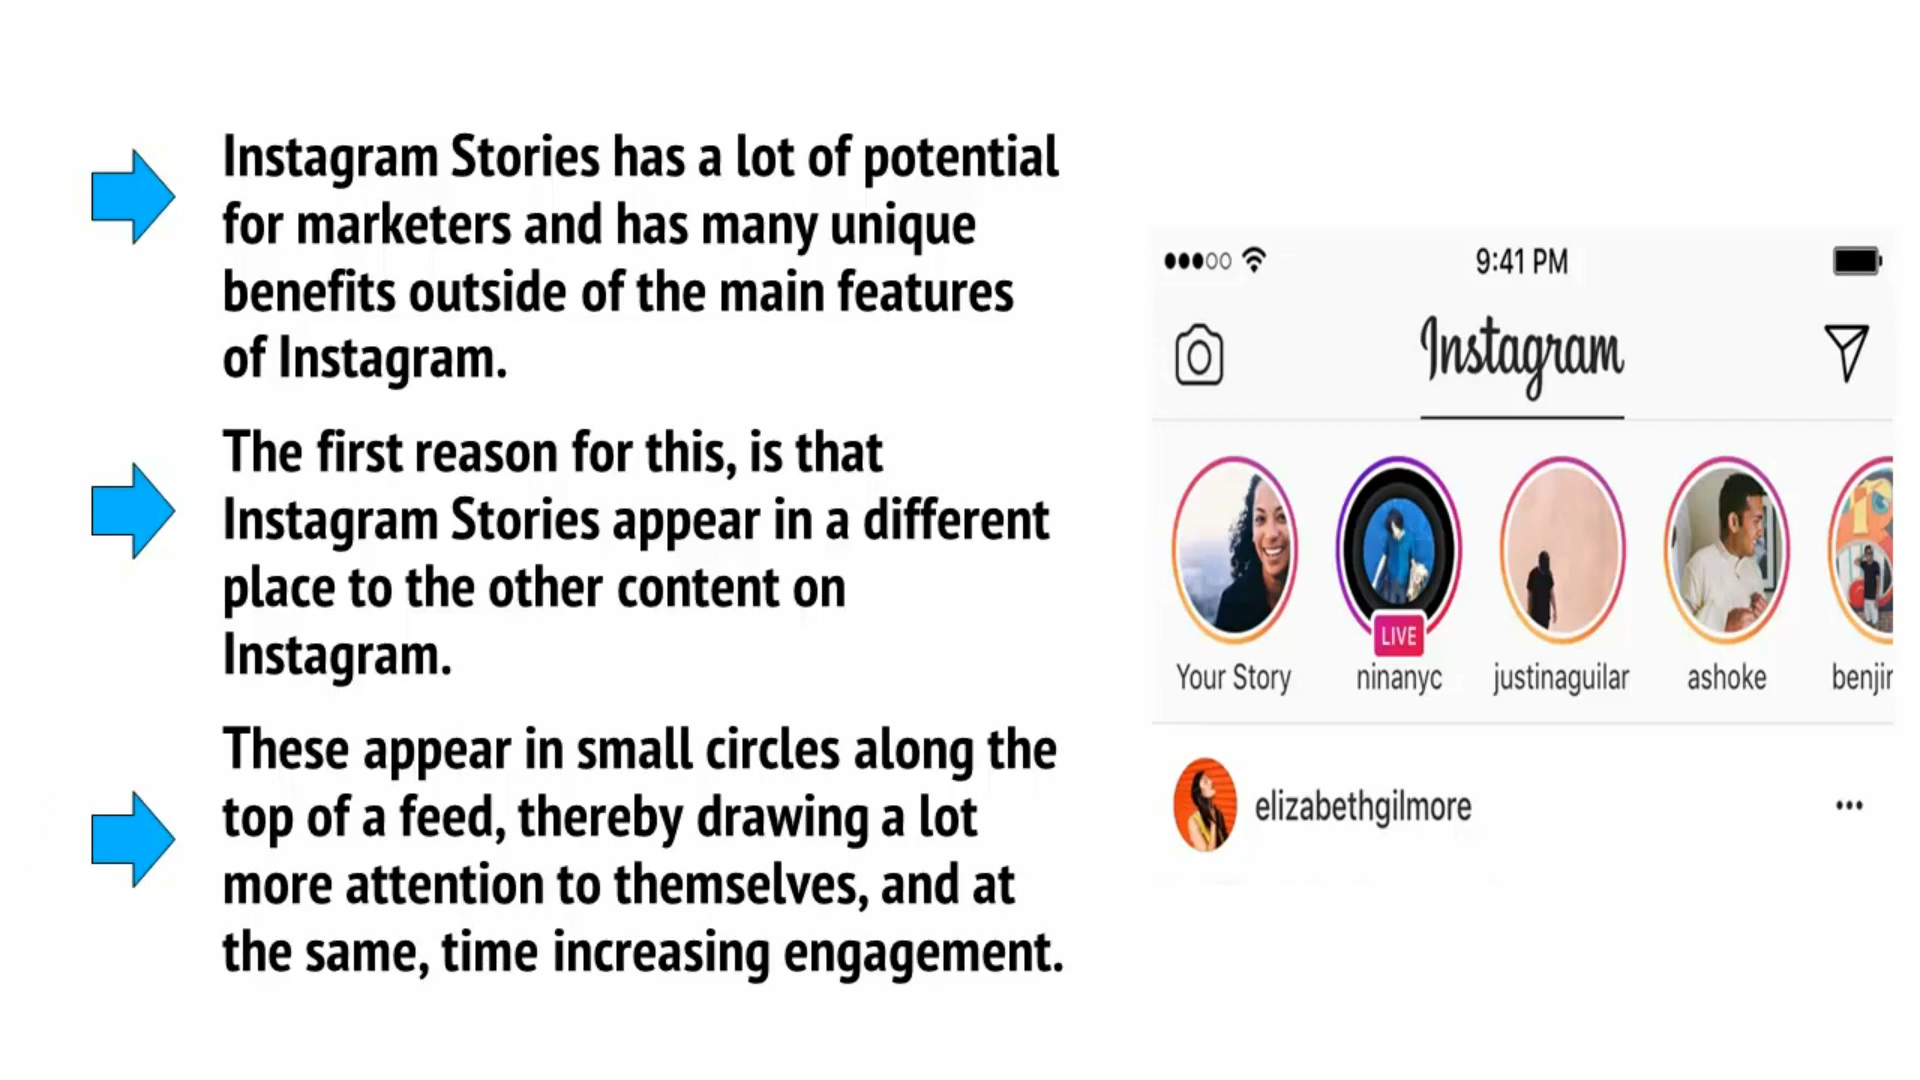 Instagram Stories has a lot of potential
for marketers and has many unique
benefits outside of the main features
of Instagram.
The first reason for this, is that
Instagram Stories appear in a different
place to the other content on
Instagram.
These appear in small circles along the
top of a feed, thereby drawing a lot
more attention to themselves, and at
the same, time increasing engagement.
9:41 PM
Instagram
LIVE
Your Story ninanyc justinaguilar ashoke benjir
elizabethgilmore